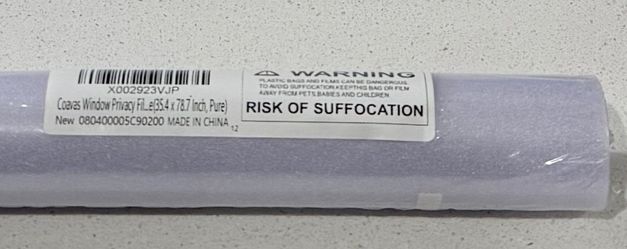 X002923VJP
Coavas Window Privacy Fil...e(35.4 x 78.7 Inch, Pure)
New 080400005C90200 MADE IN CHINA 12
WARNING
PLASTIC BAGS AND FILMS CAN BE DANGEROUS.
TO AVOID SUFFOCATION KEEPTHIS BAG OR FILM
AWAY FROM PETS.BABIES AND CHILDREN
RISK OF SUFFOCATION